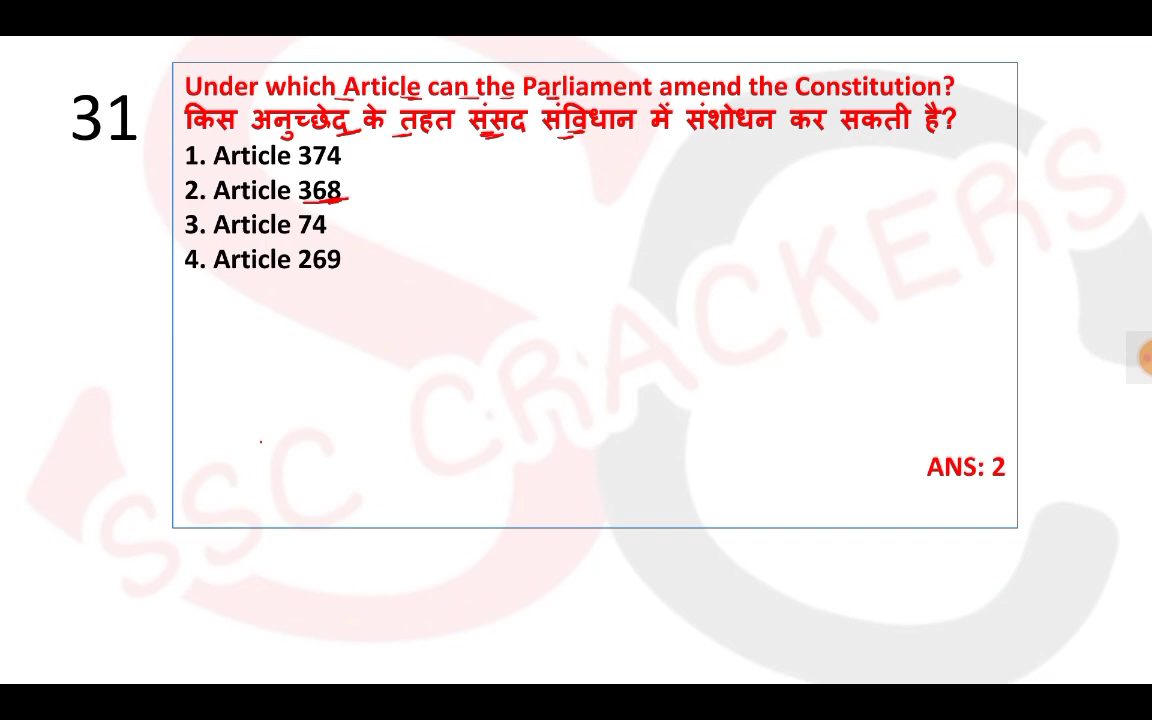 31
Under which Article can the Parliament amend the Constitution?
किस अनुच्छेद के तहत संसद संविधान में संशोधन कर सकती है?
1. Article 374
2. Article 368
3. Article 74
4. Article 269
SSC CRACKERS
ANS: 2